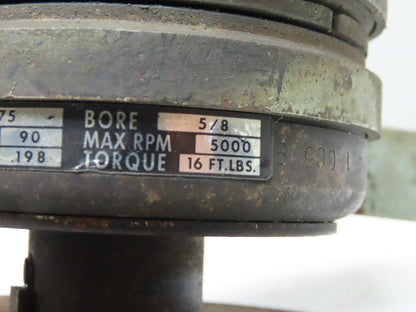 75 BORE 5/8
90 MAX RPM 5000
198 TORQUE 16 FT.LBS.